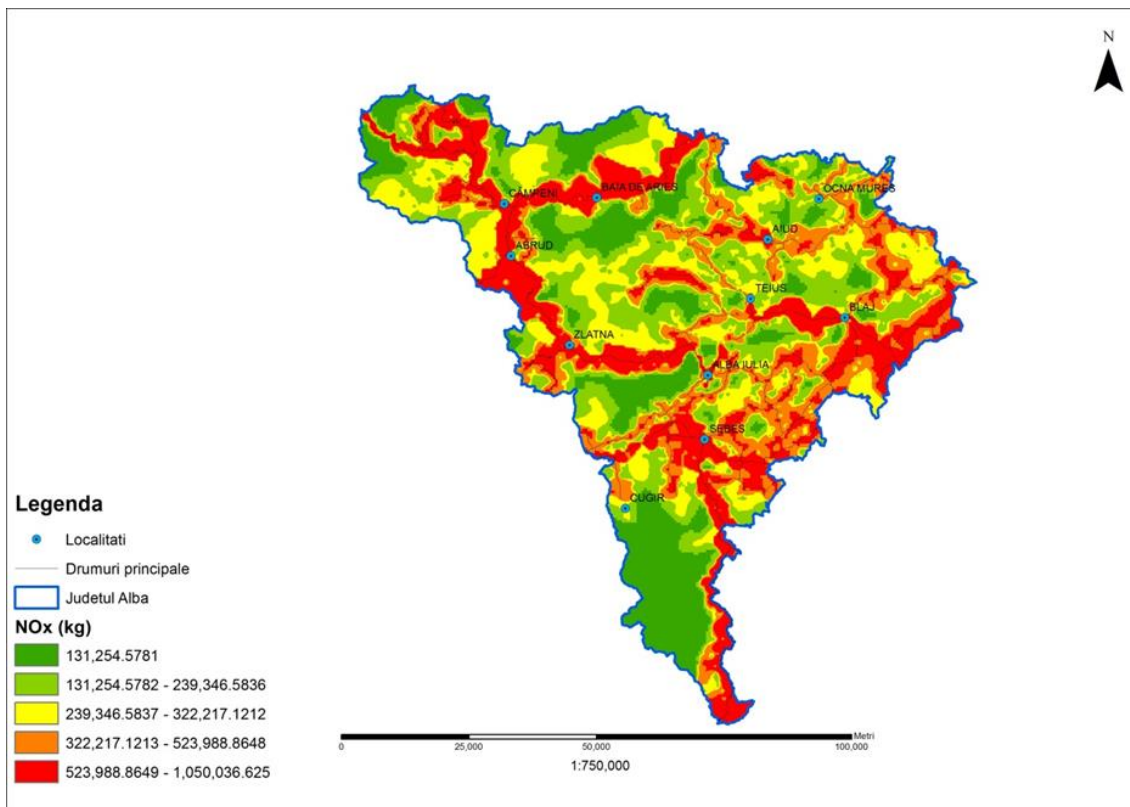 N
CÂMPENI
BAIA DE ARIES
OCNA MURES
AIUD
ABRUD
TEIUS
BLAJ
ZLATNA
ALBA IULIA
SEBES
CUGIR
Legenda
Localitati
Drumuri principale
Judetul Alba
NOx (kg)
131,254.5781
131,254.5782 - 239,346.5836
239,346.5837 - 322,217.1212
322,217.1213 - 523,988.8648
523,988.8649 - 1,050,036.625
Metri
0 25,000 50,000 100,000
1:750,000